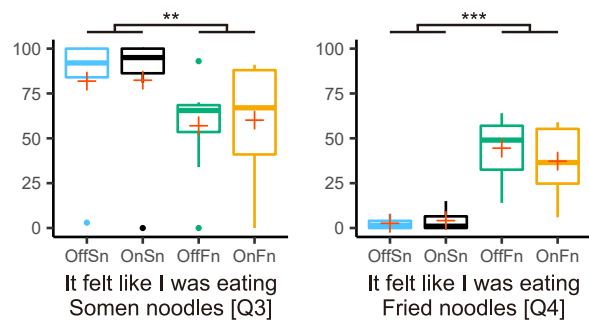 ** ***
100 100
75 75
50 50
25 25
0 0
OffSn OnSn OffFn OnFn OffSn OnSn OffFn OnFn
It felt like I was eating It felt like I was eating
Somen noodles [Q3] Fried noodles [Q4]